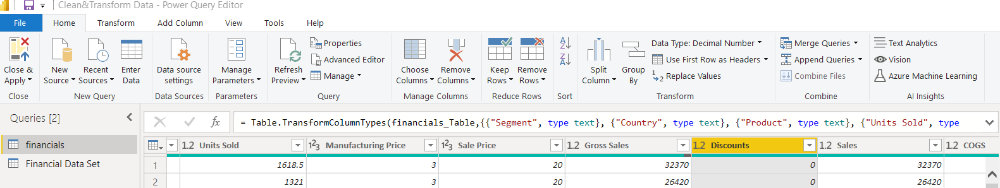 Clean&Transform Data - Power Query Editor
File Home Transform Add Column View Tools Help
Close & Apply
New Source
Recent Sources
Enter Data
Data source settings
Manage Parameters
Refresh Preview
Properties
Advanced Editor
Manage
Choose Columns
Remove Columns
Keep Rows
Remove Rows
A Z
Z A
Split Column
Group By
Data Type: Decimal Number
Use First Row as Headers
1 2 Replace Values
Merge Queries
Append Queries
Combine Files
Text Analytics
Vision
Azure Machine Learning
Close New Query Data Sources Parameters Query Manage Columns Reduce Rows Sort Transform Combine AI Insights
Queries [2]
financials
Financial Data Set
fx = Table.TransformColumnTypes(financials_Table,{{"Segment", type text}, {"Country", type text}, {"Product", type text}, {"Units Sold", type
1.2 Units Sold 123 Manufacturing Price 123 Sale Price 1.2 Gross Sales 1.2 Discounts 1.2 Sales 1.2 COGS
1 1618.5 3 20 32370 0 32370
2 1321 3 20 26420 0 26420